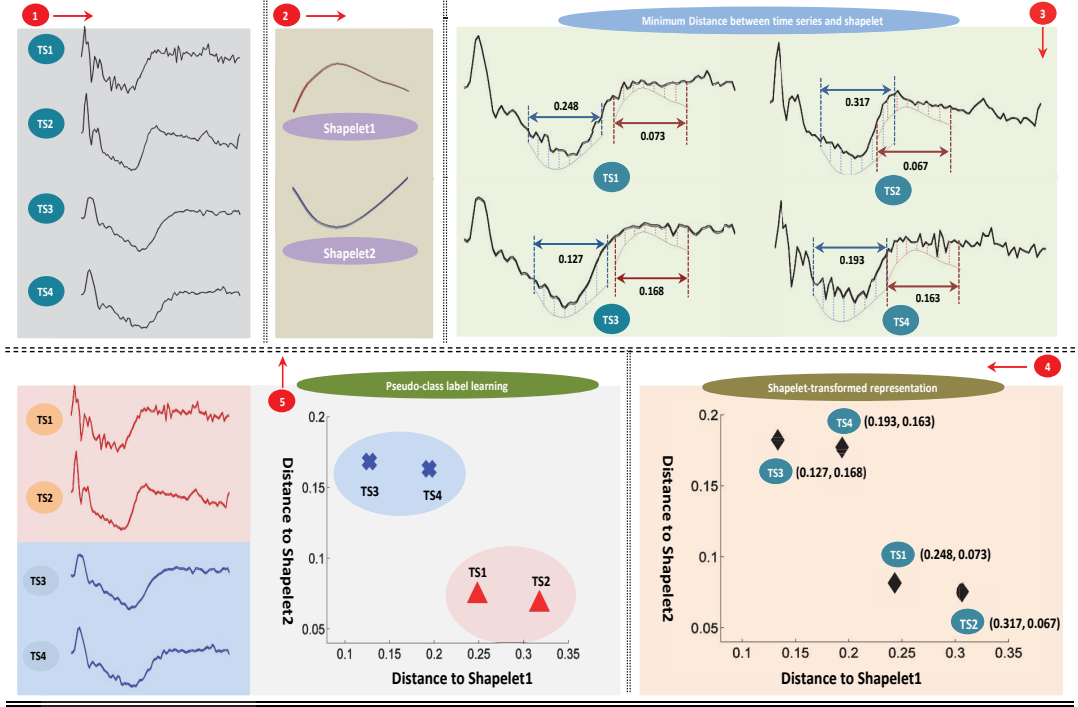 1
TS1
TS2
TS3
TS4
2
Shapelet1
Shapelet2
Minimum Distance between time series and shapelet
3
0.248
0.073
TS1
0.317
0.067
TS2
0.127
0.168
TS3
0.193
0.163
TS4
4
Shapelet-transformed representation
0.2
0.15
0.1
0.05
Distance to Shapelet2
TS4 (0.193, 0.163)
TS3 (0.127, 0.168)
TS1 (0.248, 0.073)
TS2 (0.317, 0.067)
0.1 0.15 0.2 0.25 0.3 0.35
Distance to Shapelet1
5
Pseudo-class label learning
TS1
TS2
TS3
TS4
0.2
0.15
0.1
0.05
Distance to Shapelet2
TS3 TS4
TS1 TS2
0.1 0.15 0.2 0.25 0.3 0.35
Distance to Shapelet1